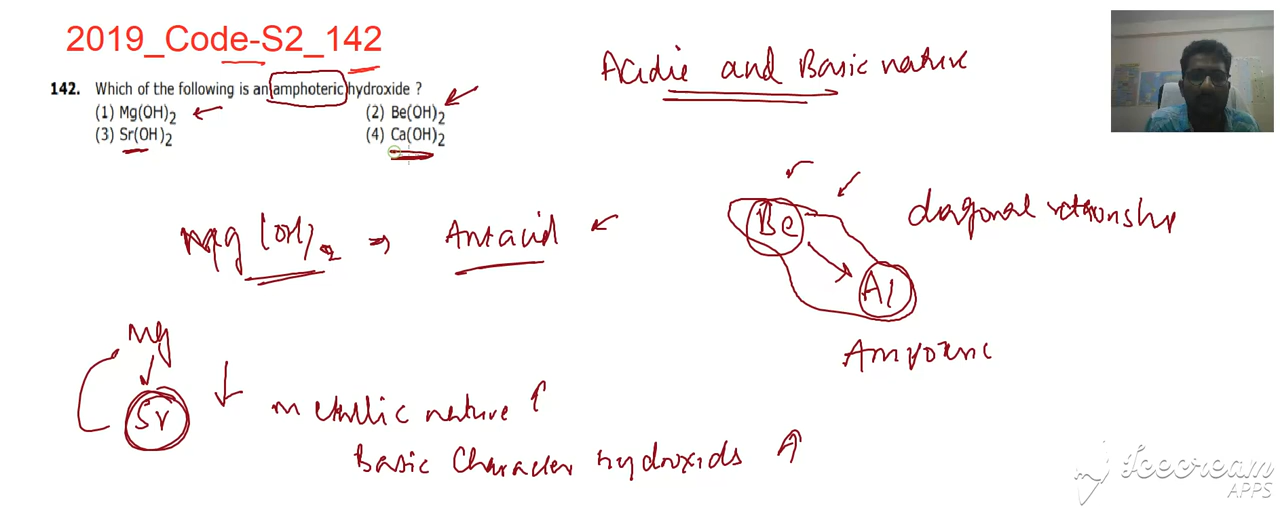 2019_Code-S2_142
Acidic and Basic nature
142. Which of the following is an amphoteric hydroxide ?
(1) Mg(OH)2 (2) Be(OH)2
(3) Sr(OH)2 (4) Ca(OH)2
Be
diagonal
Mg (OH)2 ⇒ Antacid
Al
Mg
Sr
metallic nature ↑
Basic Character hydroxids ↑
Icecream
APPS